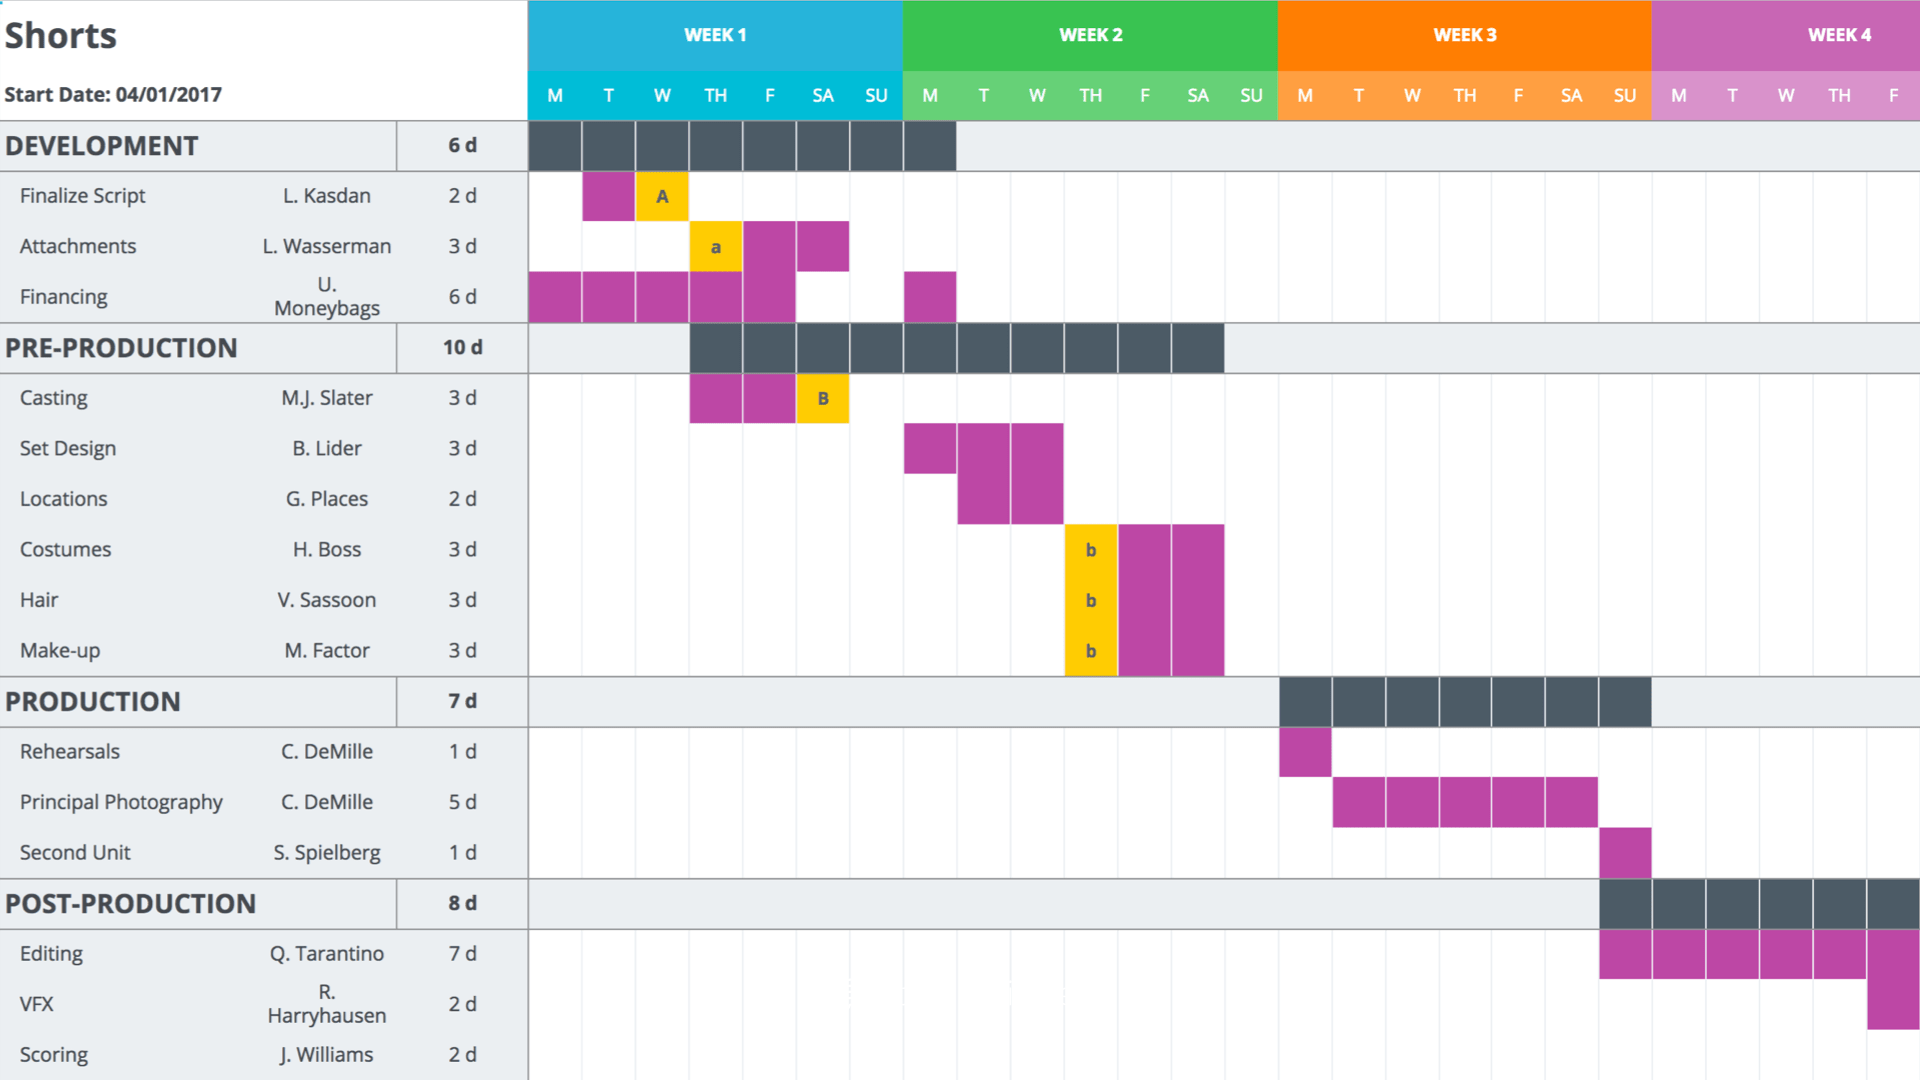 Shorts
WEEK 1 WEEK 2 WEEK 3 WEEK 4
Start Date: 04/01/2017
M T W TH F SA SU M T W TH F SA SU M T W TH F SA SU M T W TH F
DEVELOPMENT 6 d
Finalize Script L. Kasdan 2 d A
Attachments L. Wasserman 3 d a
Financing U. Moneybags 6 d
PRE-PRODUCTION 10 d
Casting M.J. Slater 3 d B
Set Design B. Lider 3 d
Locations G. Places 2 d
Costumes H. Boss 3 d b
Hair V. Sassoon 3 d b
Make-up M. Factor 3 d b
PRODUCTION 7 d
Rehearsals C. DeMille 1 d
Principal Photography C. DeMille 5 d
Second Unit S. Spielberg 1 d
POST-PRODUCTION 8 d
Editing Q. Tarantino 7 d
VFX R. Harryhausen 2 d
Scoring J. Williams 2 d